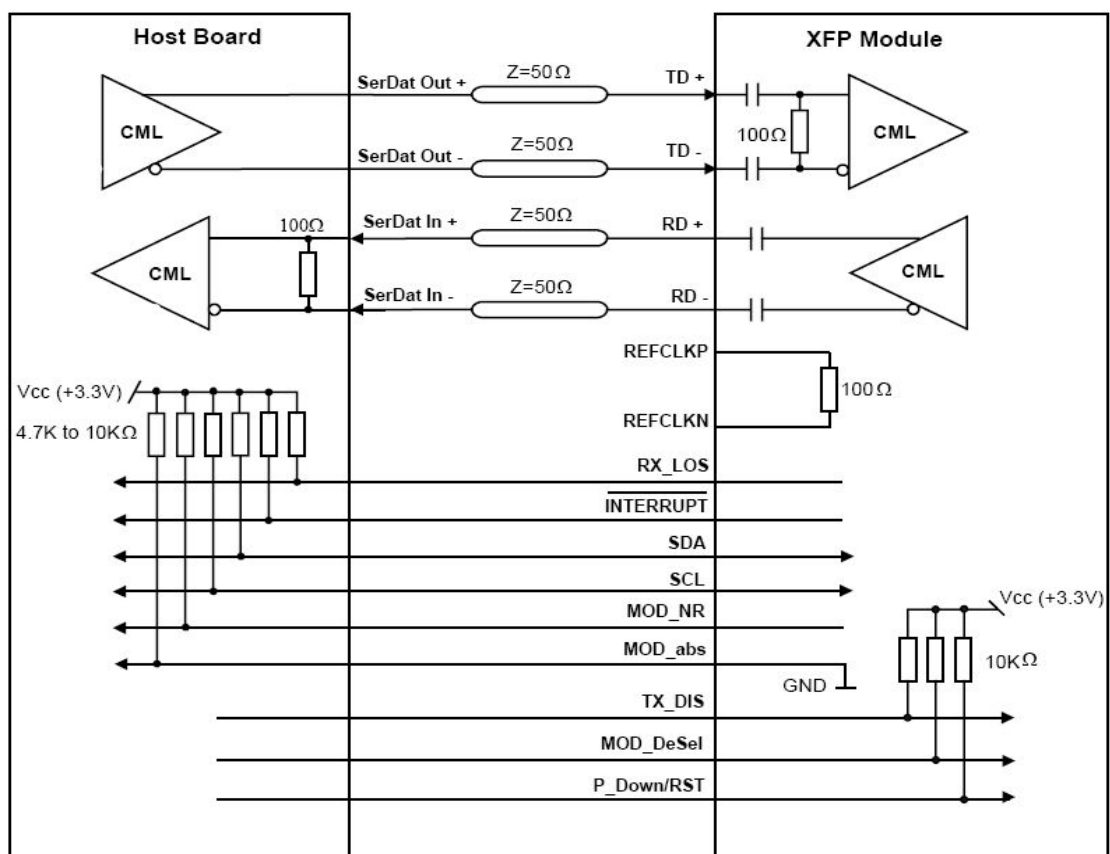 Host Board
XFP Module
SerDat Out +
Z=50Ω
TD +
CML
100Ω
CML
SerDat Out -
Z=50Ω
TD -
SerDat In +
Z=50Ω
RD +
100Ω
CML
CML
SerDat In -
Z=50Ω
RD -
REFCLKP
100Ω
REFCLKN
Vcc (+3.3V)
4.7K to 10KΩ
RX_LOS
INTERRUPT
SDA
SCL
MOD_NR
MOD_abs
GND
Vcc (+3.3V)
10KΩ
TX_DIS
MOD_DeSel
P_Down/RST